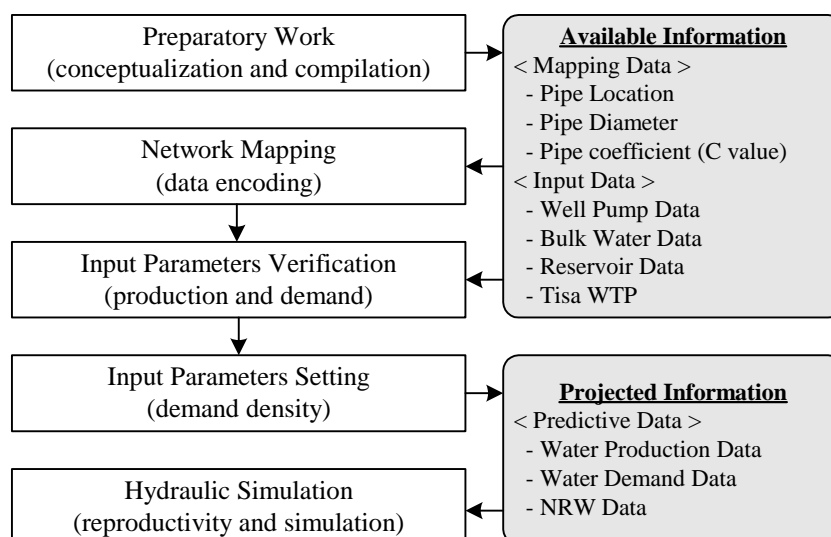 Preparatory Work
(conceptualization and compilation)
Network Mapping
(data encoding)
Input Parameters Verification
(production and demand)
Input Parameters Setting
(demand density)
Hydraulic Simulation
(reproductivity and simulation)
Available Information
< Mapping Data >
- Pipe Location
- Pipe Diameter
- Pipe coefficient (C value)
< Input Data >
- Well Pump Data
- Bulk Water Data
- Reservoir Data
- Tisa WTP
Projected Information
< Predictive Data >
- Water Production Data
- Water Demand Data
- NRW Data